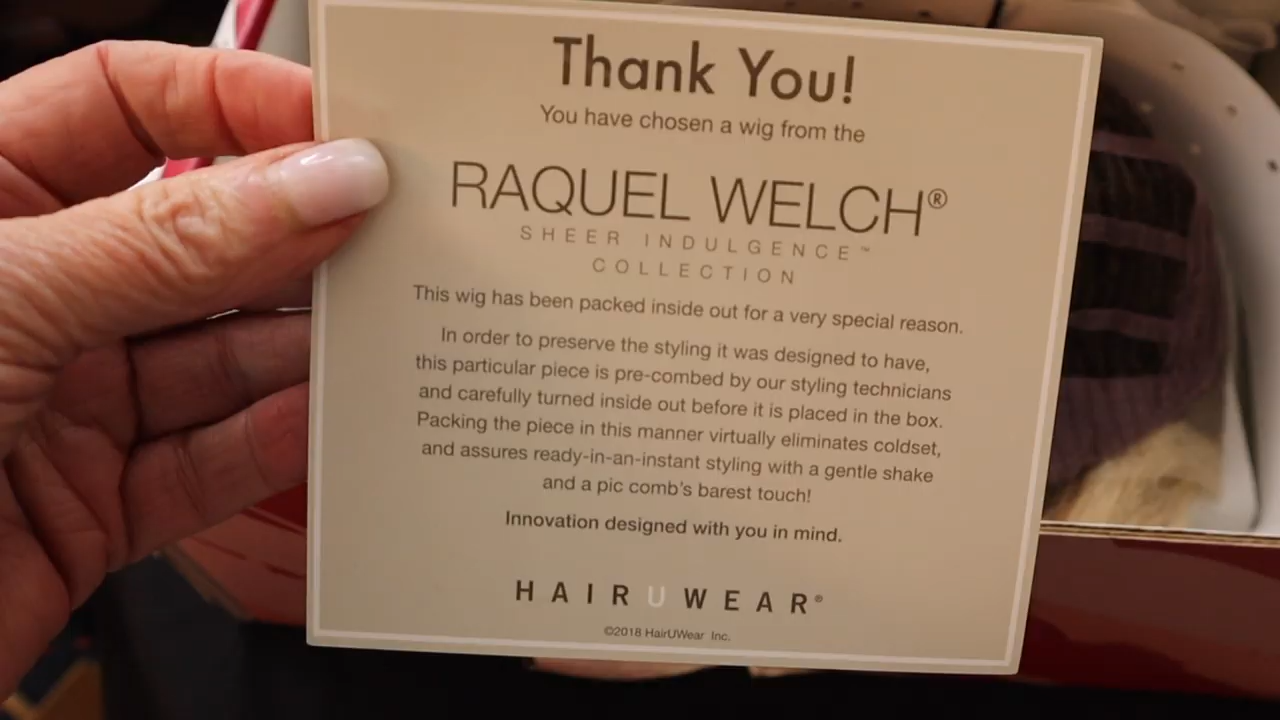 Thank You!
You have chosen a wig from the
RAQUEL WELCH®
SHEER INDULGENCE™
COLLECTION
This wig has been packed inside out for a very special reason.
In order to preserve the styling it was designed to have,
this particular piece is pre-combed by our styling technicians
and carefully turned inside out before it is placed in the box.
Packing the piece in this manner virtually eliminates coldset,
and assures ready-in-an-instant styling with a gentle shake
and a pic comb's barest touch!
Innovation designed with you in mind.
HAIRUWEAR®
©2018 HairUWear Inc.